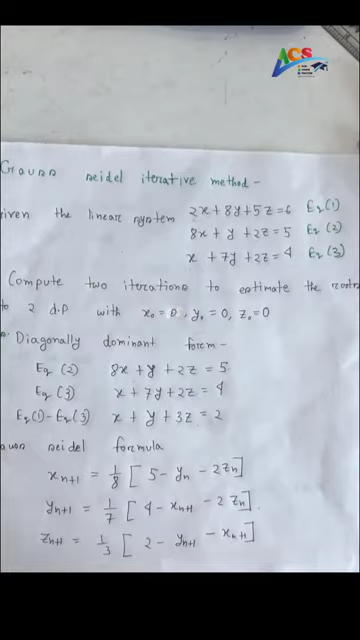 ACS
Gauss seidel iterative method -
iven the linear system 2x + 8y + 5z = 6 Eq (1)
8x + y + 2z = 5 Eq (2)
x + 7y + 2z = 4 Eq (3)
Compute two iterations to estimate the roots
to 2 d.p with x₀ = 0, y₀ = 0, z₀ = 0
Diagonally dominant form -
Eq (2) 8x + y + 2z = 5
Eq (3) x + 7y + 2z = 4
Eq (1) - Eq (3) x + y + 3z = 2
auss seidel formula
xₙ₊₁ = 1/8 [ 5 - yₙ - 2zₙ ]
yₙ₊₁ = 1/7 [ 4 - xₙ₊₁ - 2zₙ ].
zₙ₊₁ = 1/3 [ 2 - yₙ₊₁ - xₙ₊₁ ]